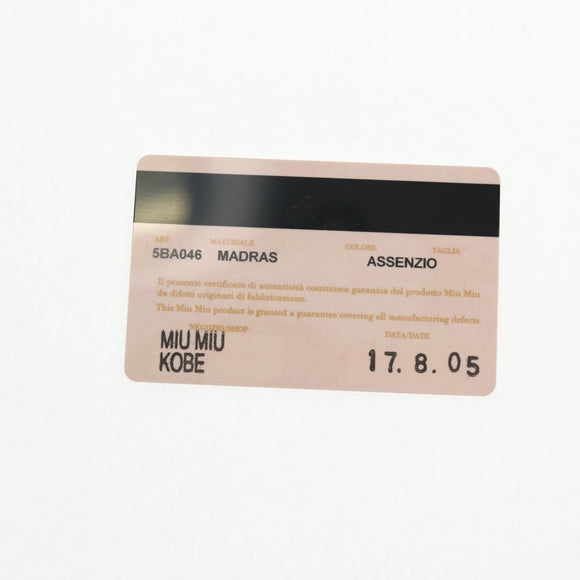 ART. MATERIALE COLORE TAGLIA
5BA046 MADRAS ASSENZIO
Il presente certificato di autenticità costituisce garanzia del prodotto Miu Miu
da difetti originari di fabbricazione.
This Miu Miu product is granted a guarantee covering all manufacturing defects.
NEGOZIO/SHOP DATA/DATE
MIU MIU
KOBE 17. 8. 05